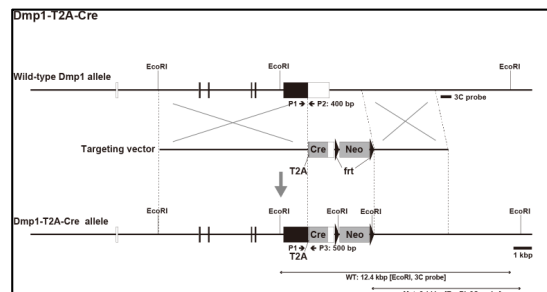 Dmp1-T2A-Cre
EcoRI EcoRI EcoRI
Wild-type Dmp1 allele
3C probe
P1 P2: 400 bp
Targeting vector Cre Neo
T2A frt
Dmp1-T2A-Cre allele
EcoRI EcoRI EcoRI EcoRI EcoRI
Cre Neo
P1 P3: 500 bp
T2A
1 kbp
WT: 12.4 kbp [EcoRI, 3C probe]